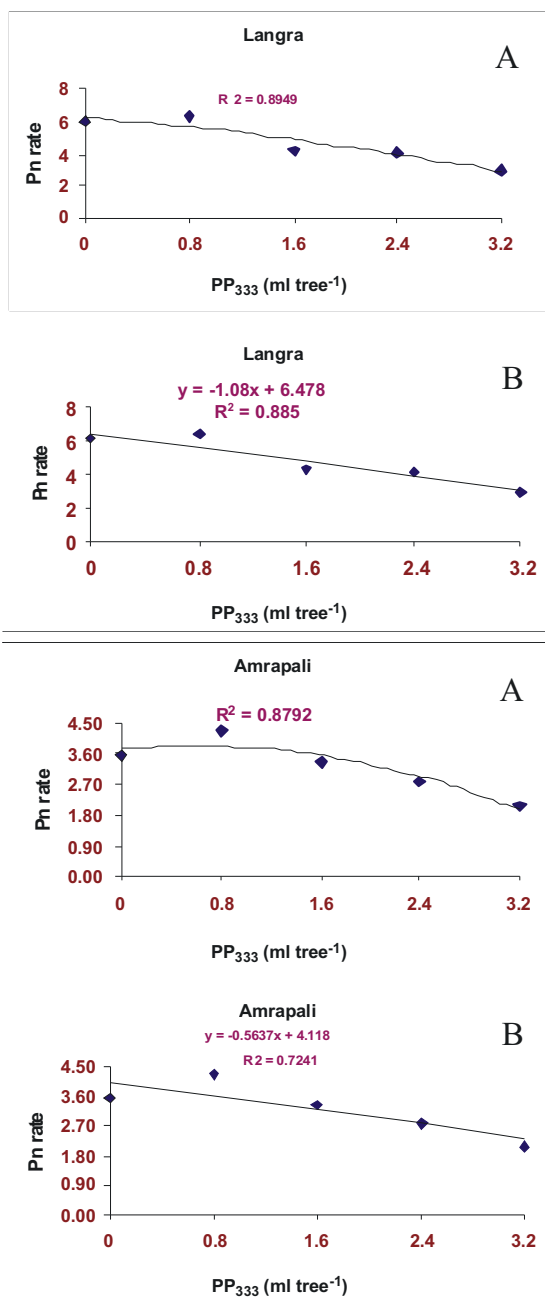 Langra
A
R 2 = 0.8949
8
6
4
2
0
Pn rate
0 0.8 1.6 2.4 3.2
PP₃₃₃ (ml tree⁻¹)
Langra
B
y = -1.08x + 6.478
R² = 0.885
8
6
4
2
0
Pn rate
0 0.8 1.6 2.4 3.2
PP₃₃₃ (ml tree⁻¹)
Amrapali
A
R² = 0.8792
4.50
3.60
2.70
1.80
0.00
Pn rate
0 0.8 1.6 2.4 3.2
PP₃₃₃ (ml tree⁻¹)
Amrapali
B
y = -0.5637x + 4.118
R2 = 0.7241
4.50
3.60
2.70
1.80
0.90
0.00
Pn rate
0 0.8 1.6 2.4 3.2
PP₃₃₃ (ml tree⁻¹)